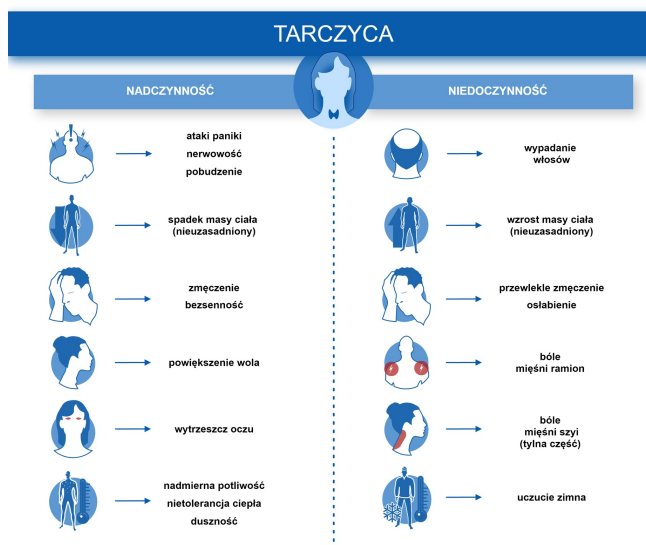 TARCZYCA
NADCZYNNOŚĆ
ataki paniki
nerwowość
pobudzenie
spadek masy ciała
(nieuzasadniony)
zmęczenie
bezsenność
powiększenie wola
wytrzeszcz oczu
nadmierna potliwość
nietolerancja ciepła
duszność
NIEDOCZYNNOŚĆ
wypadanie
włosów
wzrost masy ciała
(nieuzasadniony)
przewlekle zmęczenie
osłabienie
bóle
mięśni ramion
bóle
mięśni szyi
(tylna część)
uczucie zimna